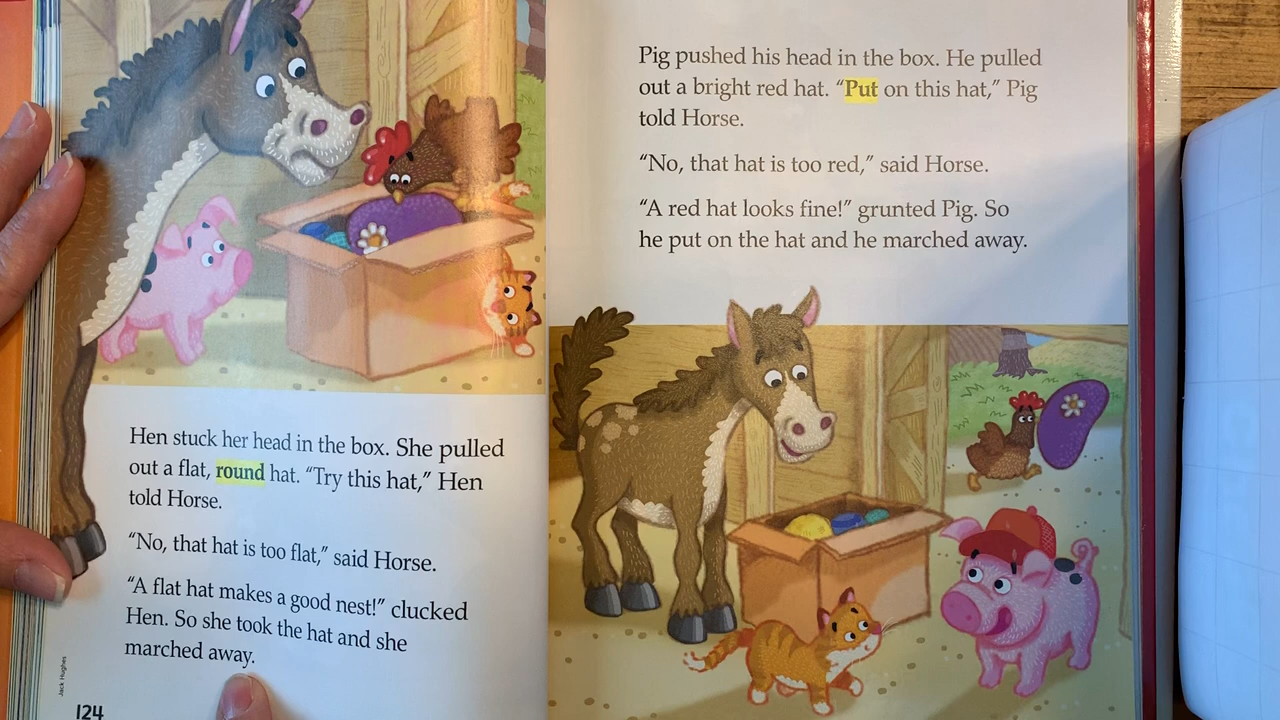 Hen stuck her head in the box. She pulled
out a flat, round hat. “Try this hat,” Hen
told Horse.
“No, that hat is too flat,” said Horse.
“A flat hat makes a good nest!” clucked
Hen. So she took the hat and she
marched away.
Jack Hughes
124
Pig pushed his head in the box. He pulled
out a bright red hat. “Put on this hat,” Pig
told Horse.
“No, that hat is too red,” said Horse.
“A red hat looks fine!” grunted Pig. So
he put on the hat and he marched away.